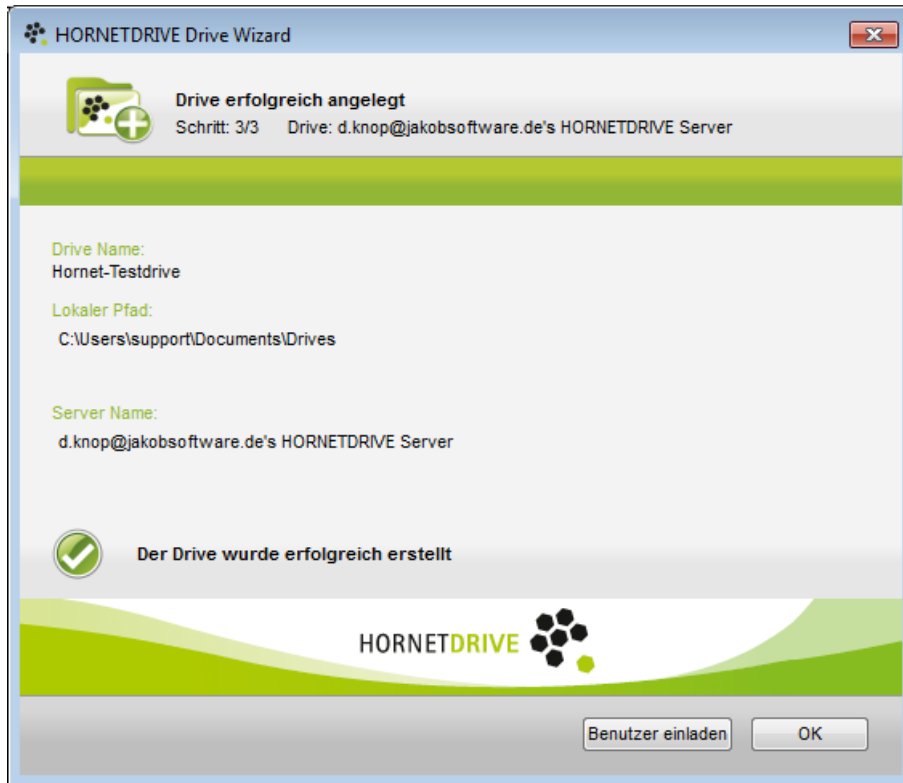 HORNETDRIVE Drive Wizard
Drive erfolgreich angelegt
Schritt: 3/3 Drive: d.knop@jakobsoftware.de's HORNETDRIVE Server
Drive Name:
Hornet-Testdrive
Lokaler Pfad:
C:\Users\support\Documents\Drives
Server Name:
d.knop@jakobsoftware.de's HORNETDRIVE Server
Der Drive wurde erfolgreich erstellt
HORNETDRIVE
Benutzer einladen OK